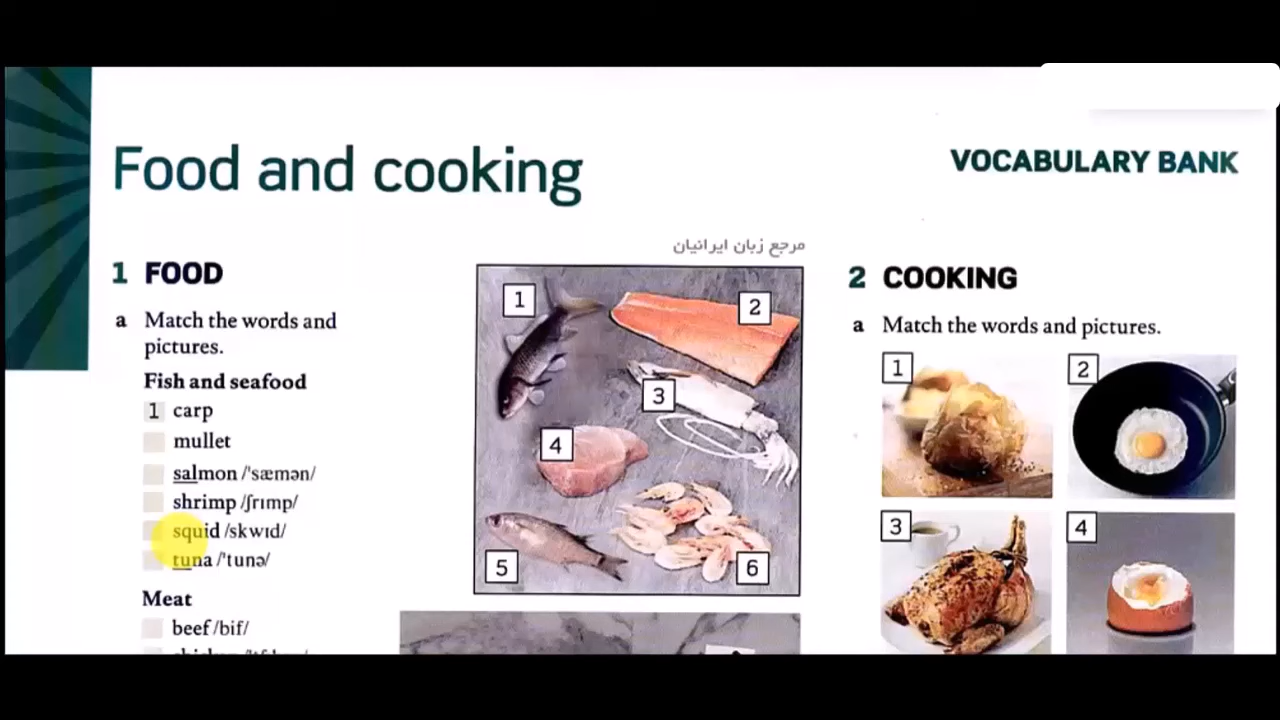 Food and cooking
VOCABULARY BANK
مرجع زبان ایرانیان
1 FOOD
a Match the words and
pictures.
Fish and seafood
1 carp
mullet
salmon /ˈsæmən/
shrimp /ʃrɪmp/
squid /skwɪd/
tuna /ˈtunə/
Meat
beef /bif/
1
2
3
4
5
6
2 COOKING
a Match the words and pictures.
1
2
3
4